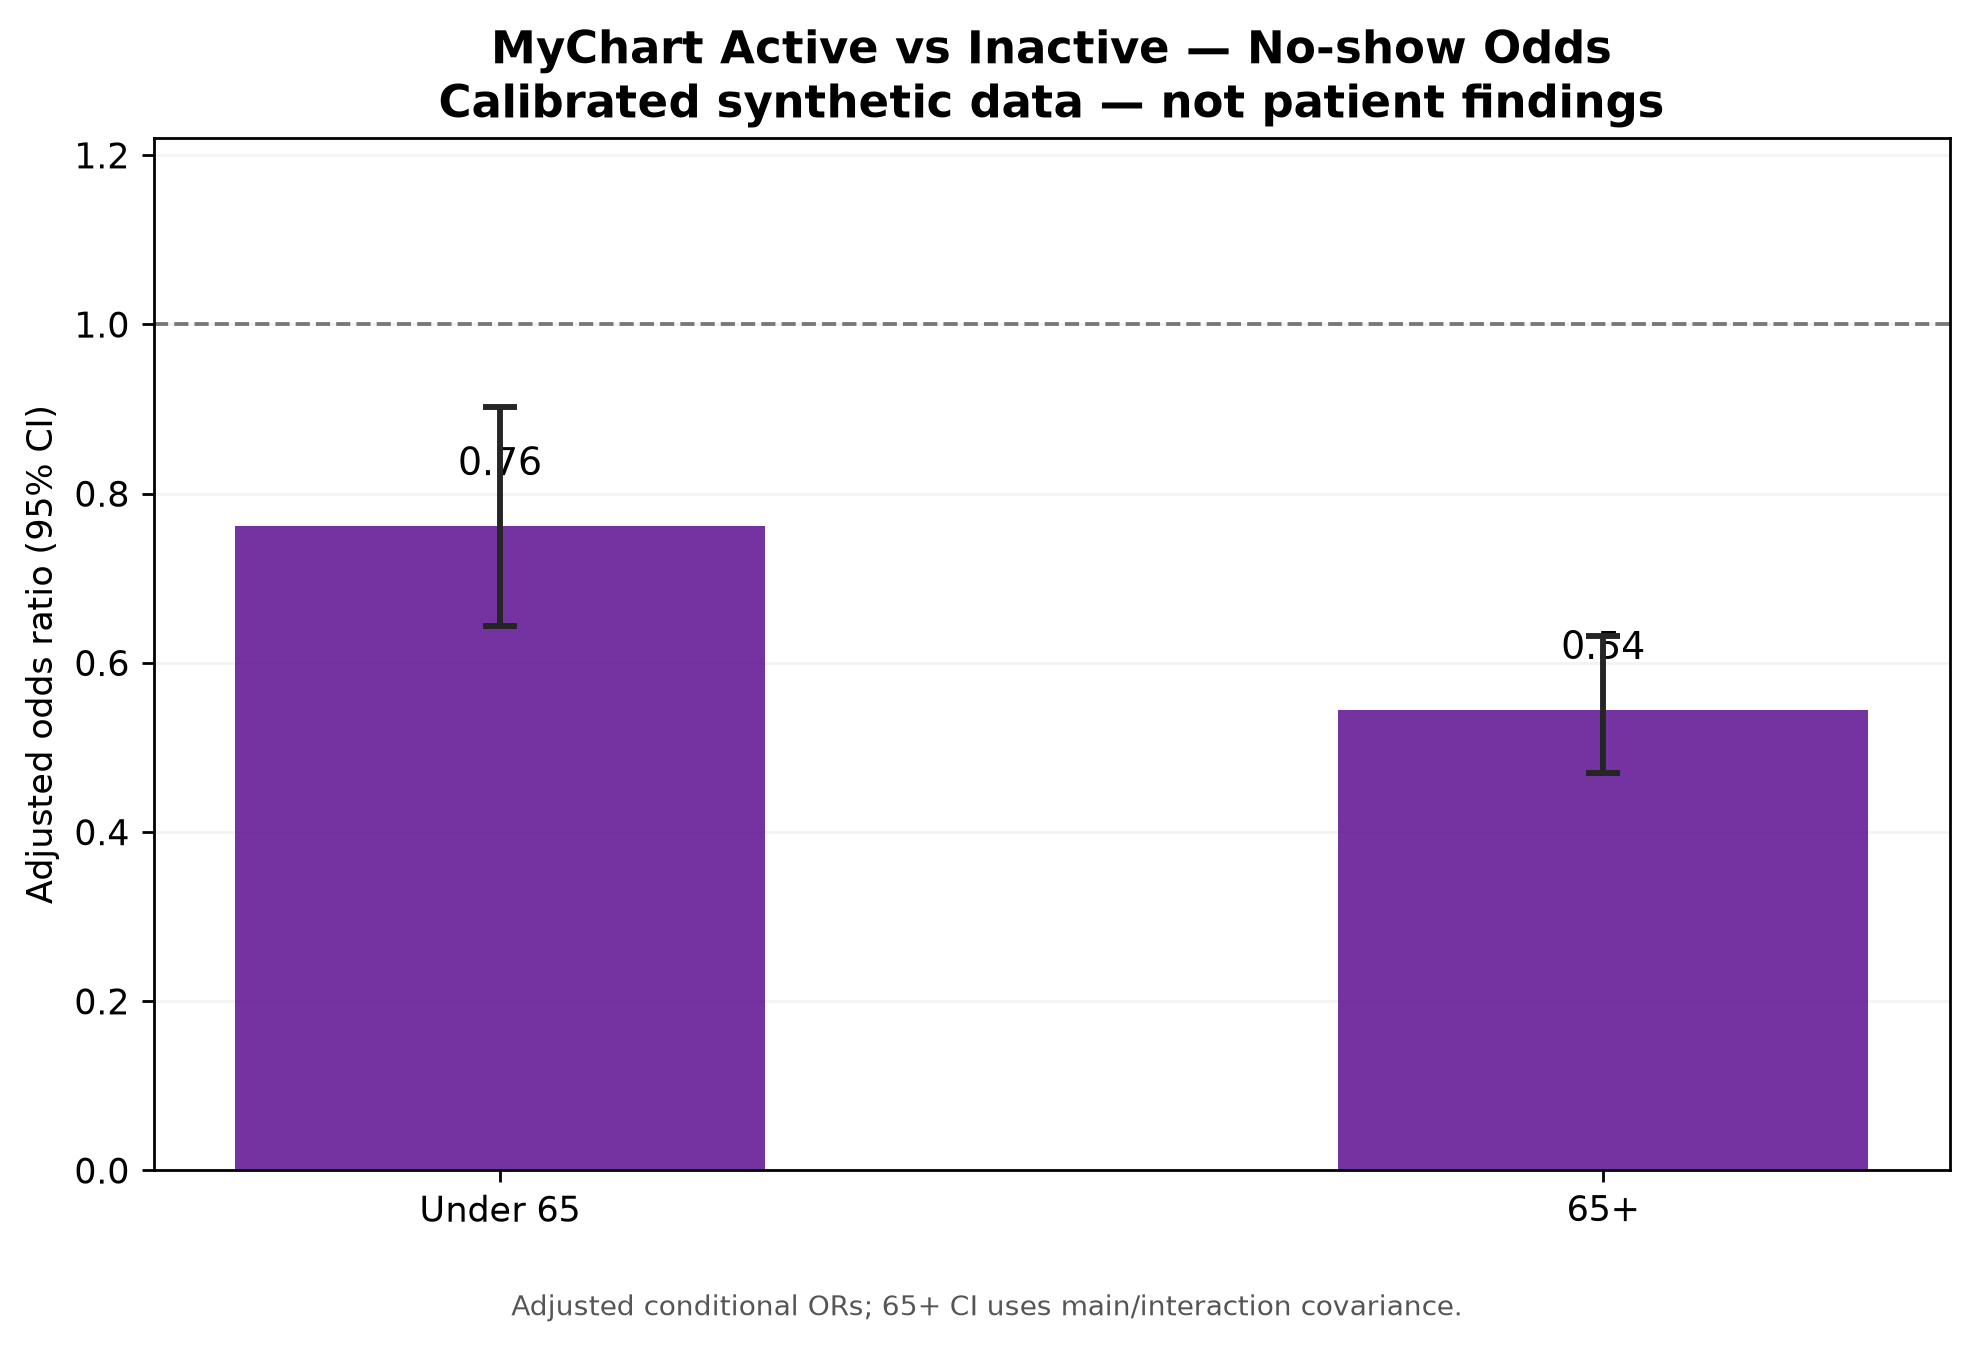 MyChart Active vs Inactive — No-show Odds
Calibrated synthetic data — not patient findings
Adjusted odds ratio (95% CI)
1.2
1.0
0.8
0.6
0.4
0.2
0.0
0.76
0.54
Under 65
65+
Adjusted conditional ORs; 65+ CI uses main/interaction covariance.